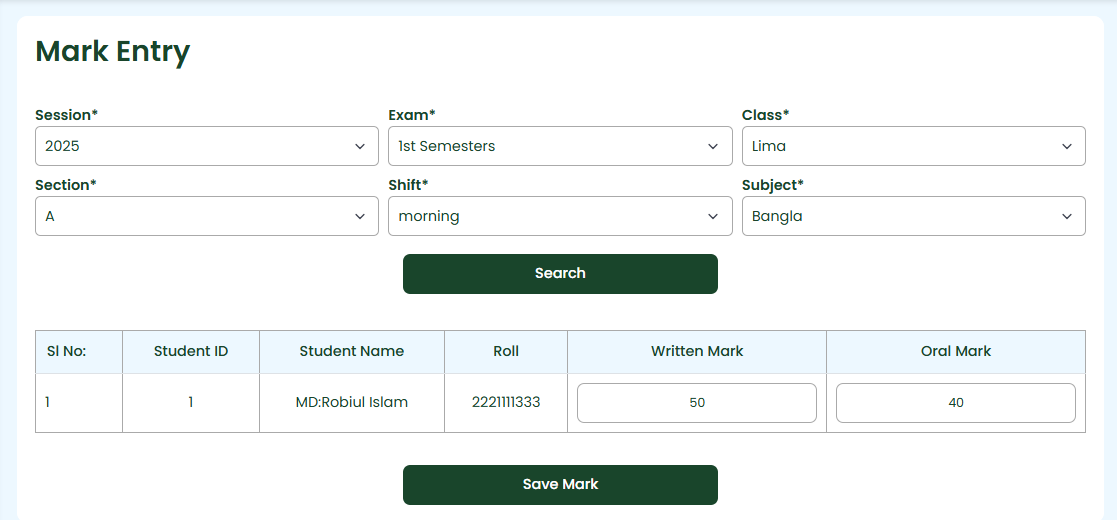 Mark Entry
Session* Exam* Class*
2025 1st Semesters Lima
Section* Shift* Subject*
A morning Bangla
Search
Sl No: Student ID Student Name Roll Written Mark Oral Mark
1 1 MD:Robiul Islam 2221111333 50 40
Save Mark